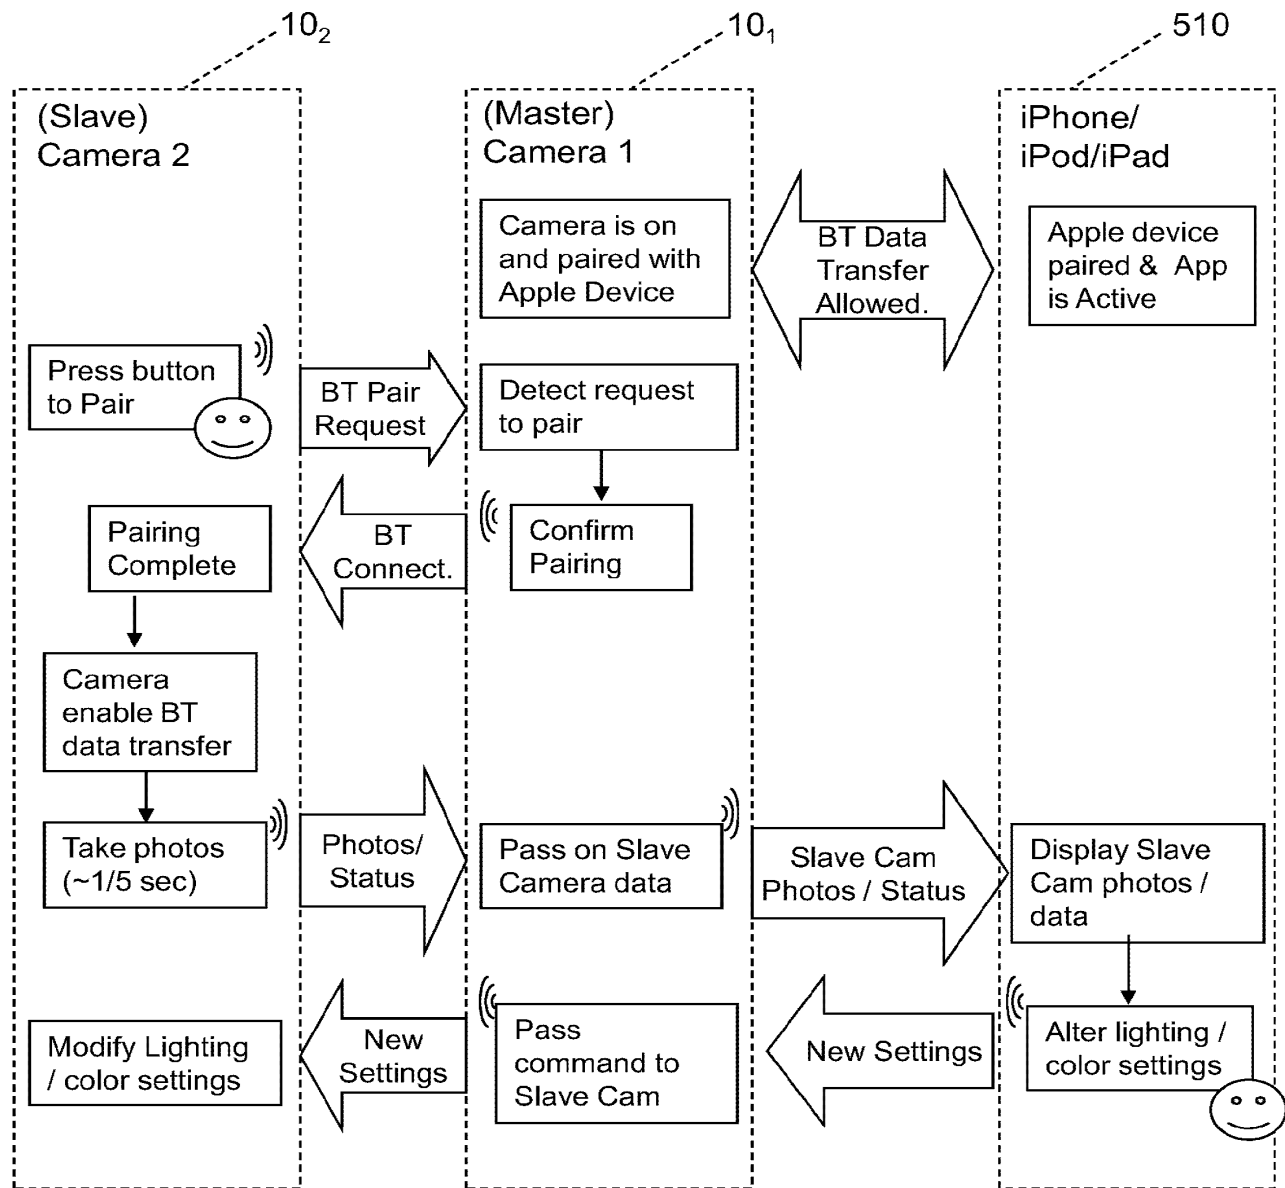 10₂
10₁
510
(Slave)
Camera 2
(Master)
Camera 1
iPhone/
iPod/iPad
Camera is on
and paired with
Apple Device
BT Data
Transfer
Allowed.
Apple device
paired & App
is Active
Press button
to Pair
BT Pair
Request
Detect request
to pair
Pairing
Complete
BT
Connect.
Confirm
Pairing
Camera
enable BT
data transfer
Take photos
(~1/5 sec)
Photos/
Status
Pass on Slave
Camera data
Slave Cam
Photos / Status
Display Slave
Cam photos /
data
Modify Lighting
/ color settings
New
Settings
Pass
command to
Slave Cam
New Settings
Alter lighting /
color settings